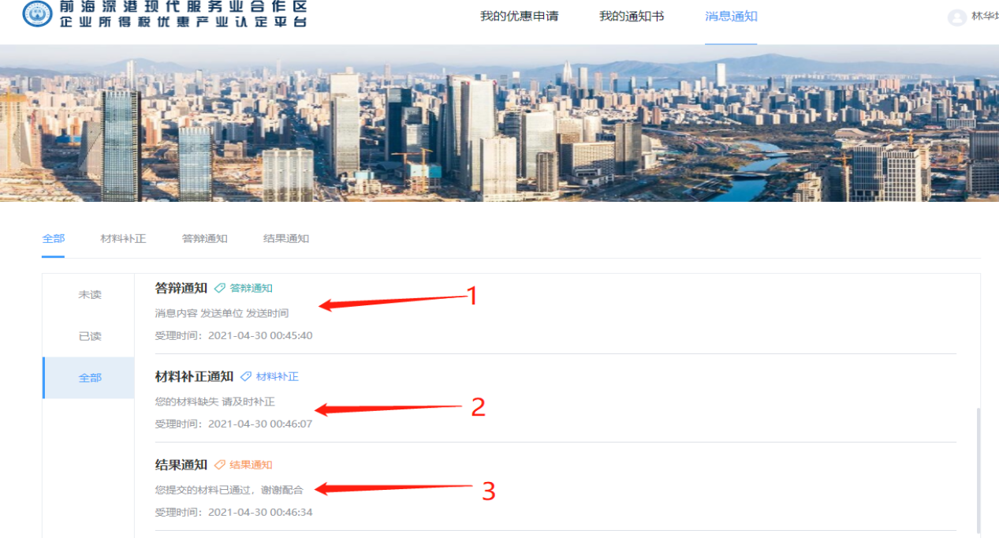 前海深港现代服务业合作区
企业所得税优惠产业认定平台
我的优惠申请 我的通知书 消息通知 林华
全部 材料补正 答辩通知 结果通知
未读
已读
全部
答辩通知 答辩通知
消息内容 发送单位 发送时间
受理时间：2021-04-30 00:45:40
1
材料补正通知 材料补正
您的材料缺失 请及时补正
受理时间：2021-04-30 00:46:07
2
结果通知 结果通知
您提交的材料已通过，谢谢配合
受理时间：2021-04-30 00:46:34
3